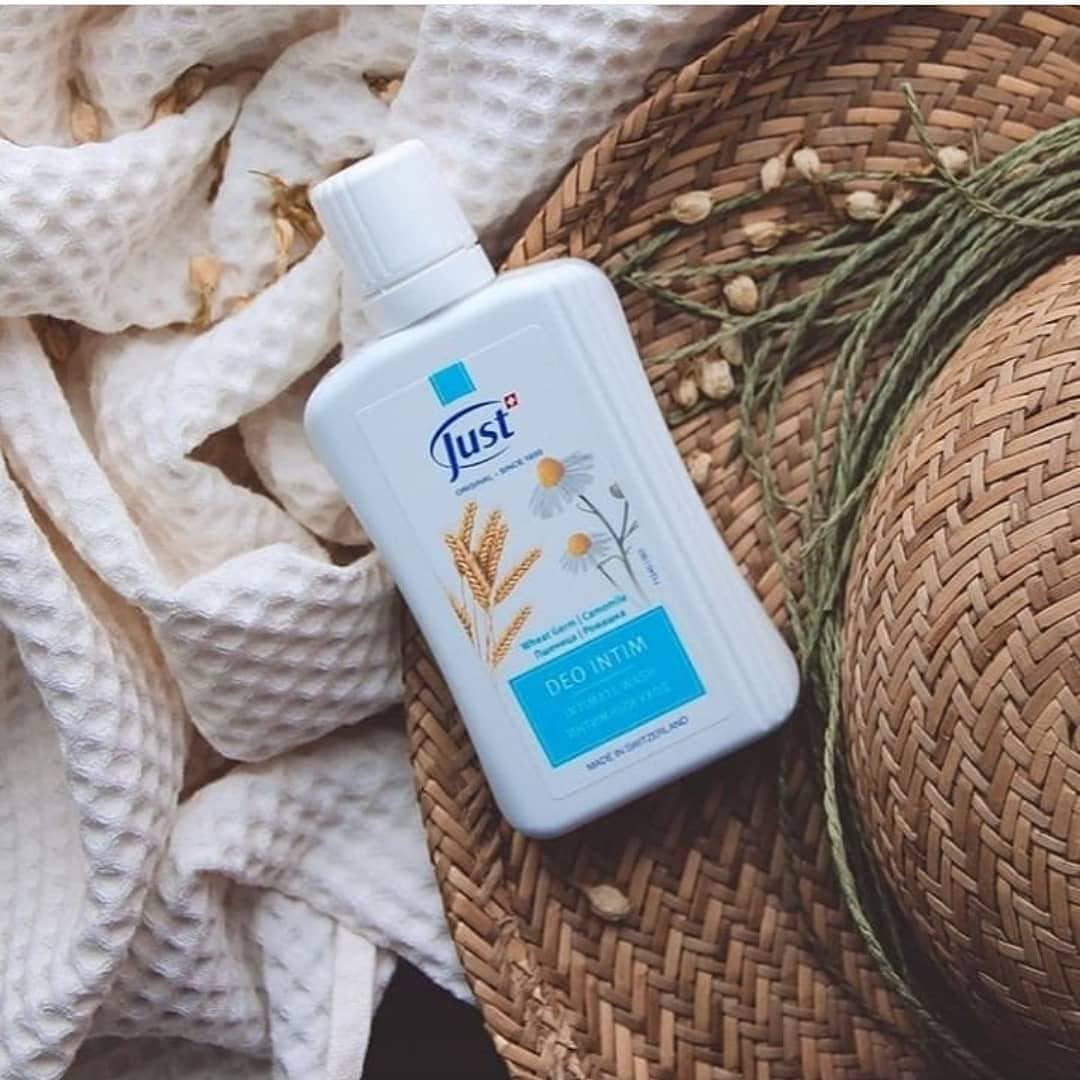 Just
ORIGINAL · SINCE 1930
Wheat Germ | Camomile
Пшеница | Ромашка
DEO INTIM
INTIMATE WASH
MADE IN SWITZERLAND